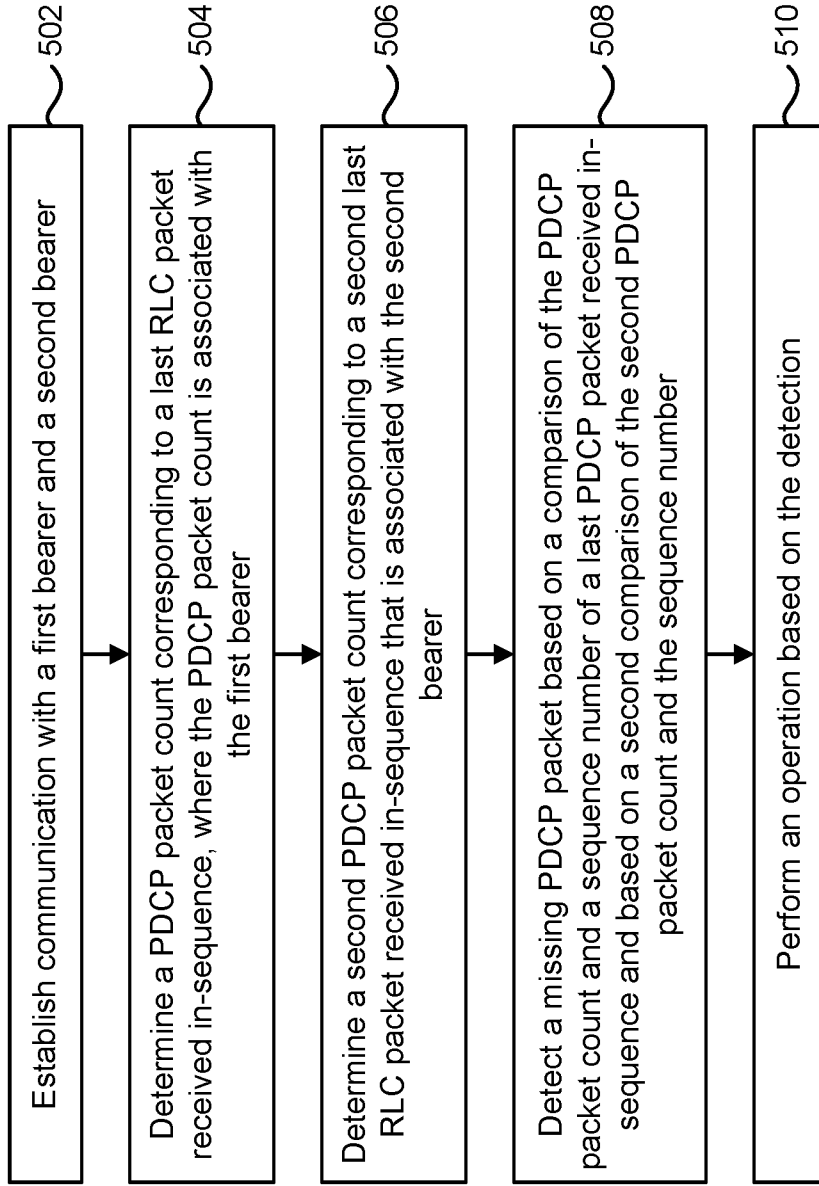 Establish communication with a first bearer and a second bearer
502
Determine a PDCP packet count corresponding to a last RLC packet
received in-sequence, where the PDCP packet count is associated with
the first bearer
504
Determine a second PDCP packet count corresponding to a second last
RLC packet received in-sequence that is associated with the second
bearer
506
Detect a missing PDCP packet based on a comparison of the PDCP
packet count and a sequence number of a last PDCP packet received in-
sequence and based on a second comparison of the second PDCP
packet count and the sequence number
508
Perform an operation based on the detection
510